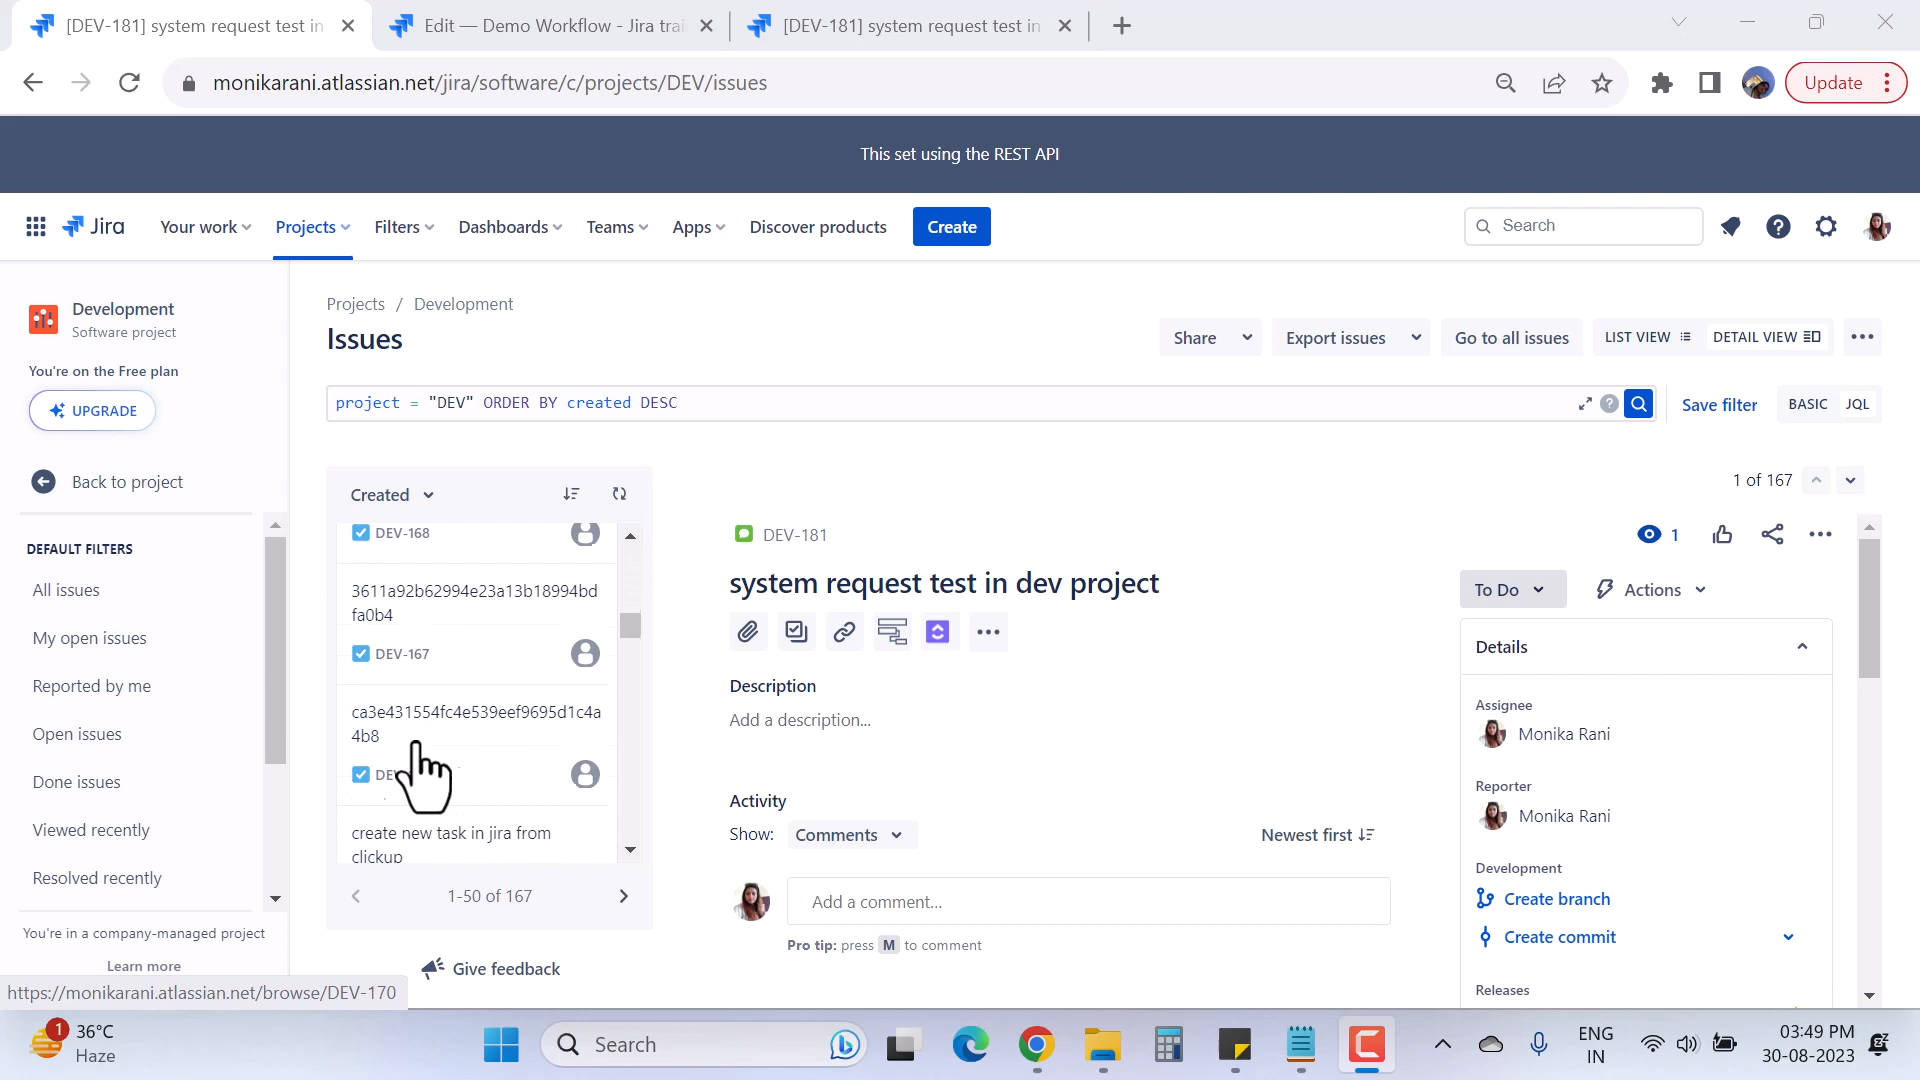 [DEV-181] system request test in
Edit — Demo Workflow - Jira trai
[DEV-181] system request test in
monikarani.atlassian.net/jira/software/c/projects/DEV/issues
Update
This set using the REST API
Jira
Your work
Projects
Filters
Dashboards
Teams
Apps
Discover products
Create
Search
Development
Software project
You're on the Free plan
UPGRADE
Back to project
DEFAULT FILTERS
All issues
My open issues
Reported by me
Open issues
Done issues
Viewed recently
Resolved recently
You're in a company-managed project
Learn more
https://monikarani.atlassian.net/browse/DEV-170
Projects / Development
Issues
Share
Export issues
Go to all issues
LIST VIEW
DETAIL VIEW
project = "DEV" ORDER BY created DESC
Save filter
BASIC
JQL
Created
DEV-168
3611a92b62994e23a13b18994bd
fa0b4
DEV-167
ca3e431554fc4e539eef9695d1c4a
4b8
create new task in jira from
clickup
1-50 of 167
Give feedback
1 of 167
DEV-181
1
system request test in dev project
Description
Add a description...
Activity
Show:
Comments
Newest first
Add a comment...
Pro tip: press M to comment
To Do
Actions
Details
Assignee
Monika Rani
Reporter
Monika Rani
Development
Create branch
Create commit
Releases
1
36°C
Haze
Search
ENG
IN
03:49 PM
30-08-2023